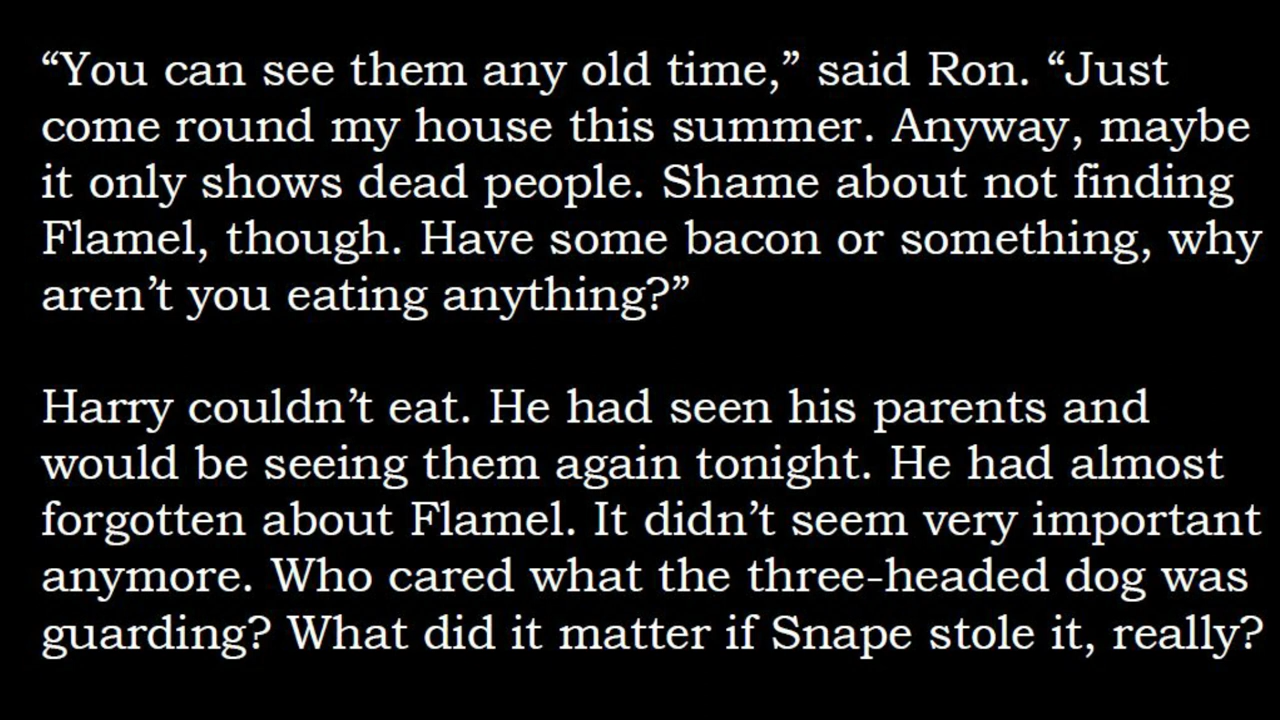 “You can see them any old time,” said Ron. “Just
come round my house this summer. Anyway, maybe
it only shows dead people. Shame about not finding
Flamel, though. Have some bacon or something, why
aren’t you eating anything?”
Harry couldn’t eat. He had seen his parents and
would be seeing them again tonight. He had almost
forgotten about Flamel. It didn’t seem very important
anymore. Who cared what the three-headed dog was
guarding? What did it matter if Snape stole it, really?